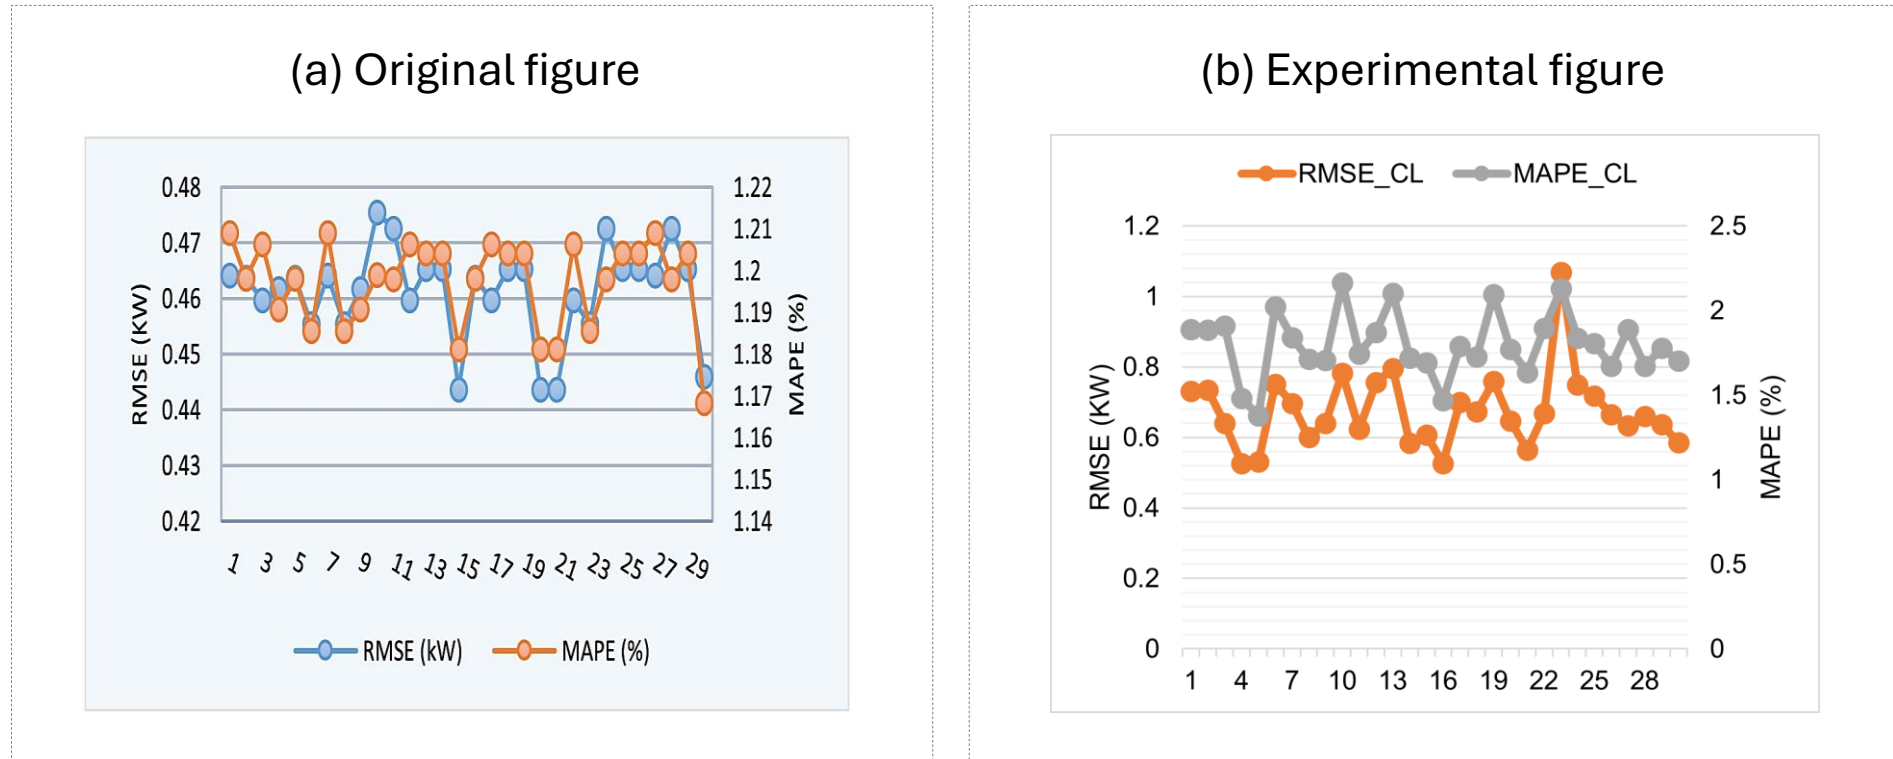 (a) Original figure
0.48
0.47
0.46
0.45
0.44
0.43
0.42
RMSE (KW)
1.22
1.21
1.2
1.19
1.18
1.17
1.16
1.15
1.14
MAPE (%)
1 3 5 7 9 11 13 15 17 19 21 23 25 27 29
RMSE (kW) MAPE (%)
(b) Experimental figure
RMSE_CL MAPE_CL
1.2
1
0.8
0.6
0.4
0.2
0
RMSE (KW)
2.5
2
1.5
1
0.5
0
MAPE (%)
1 4 7 10 13 16 19 22 25 28